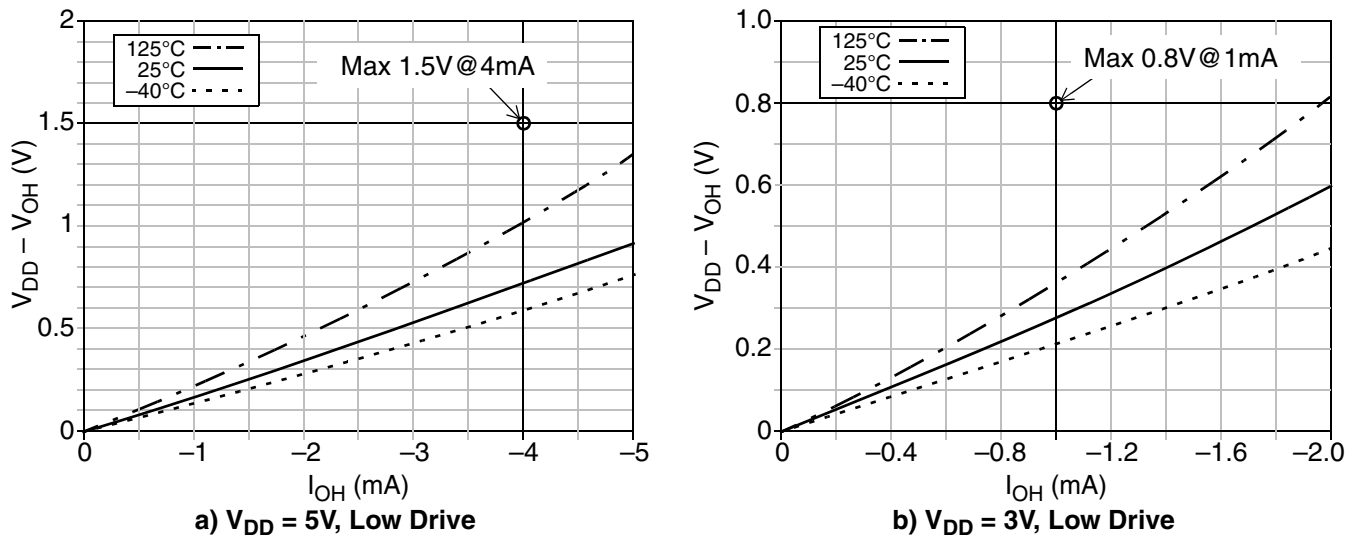 2
1.5
1
0.5
0
V_DD – V_OH (V)
125°C
25°C
–40°C
Max 1.5V@4mA
0
–1
–2
–3
–4
–5
I_OH (mA)
a) V_DD = 5V, Low Drive
1.0
0.8
0.6
0.4
0.2
0
V_DD – V_OH (V)
125°C
25°C
–40°C
Max 0.8V@1mA
0
–0.4
–0.8
–1.2
–1.6
–2.0
I_OH (mA)
b) V_DD = 3V, Low Drive